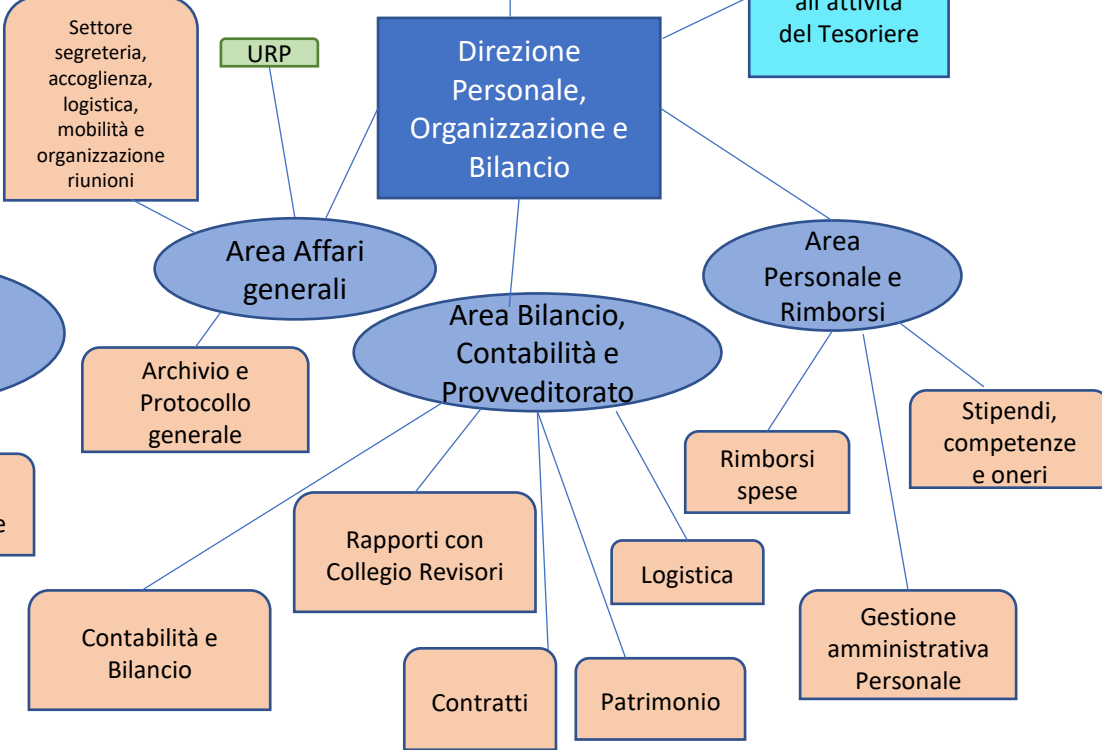 all'attività
del Tesoriere
Settore
segreteria,
accoglienza,
logistica,
mobilità e
organizzazione
riunioni
URP
Direzione
Personale,
Organizzazione e
Bilancio
Area Affari
generali
Area
Personale e
Rimborsi
Area Bilancio,
Contabilità e
Provveditorato
Archivio e
Protocollo
generale
Stipendi,
competenze
e oneri
Rimborsi
spese
e
Rapporti con
Collegio Revisori
Logistica
Contabilità e
Bilancio
Gestione
amministrativa
Personale
Contratti
Patrimonio